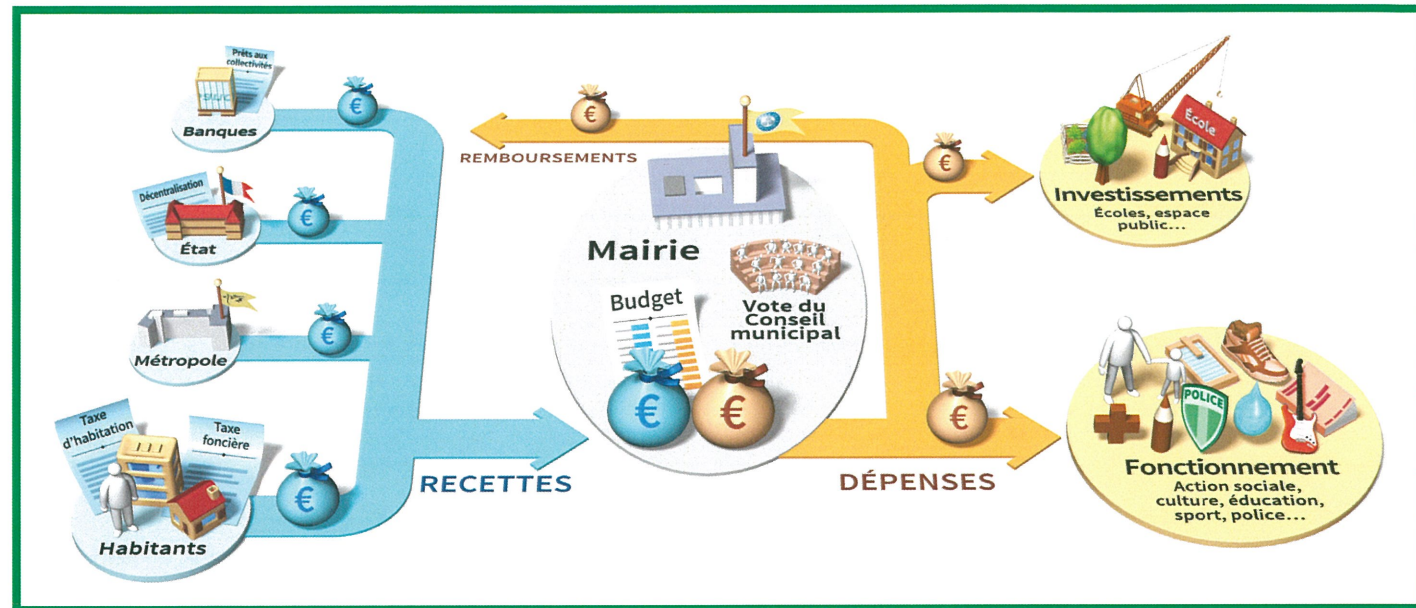 Prêts aux
collectivités
Banques
Décentralisation
État
Métropole
Taxe
d'habitation
Taxe
foncière
Habitants
€
€
€
€
RECETTES
€
REMBOURSEMENTS
Mairie
Budget
Vote du
Conseil
municipal
€
€
€
€
DÉPENSES
École
Investissements
Écoles, espace
public...
POLICE
Fonctionnement
Action sociale,
culture, éducation,
sport, police...